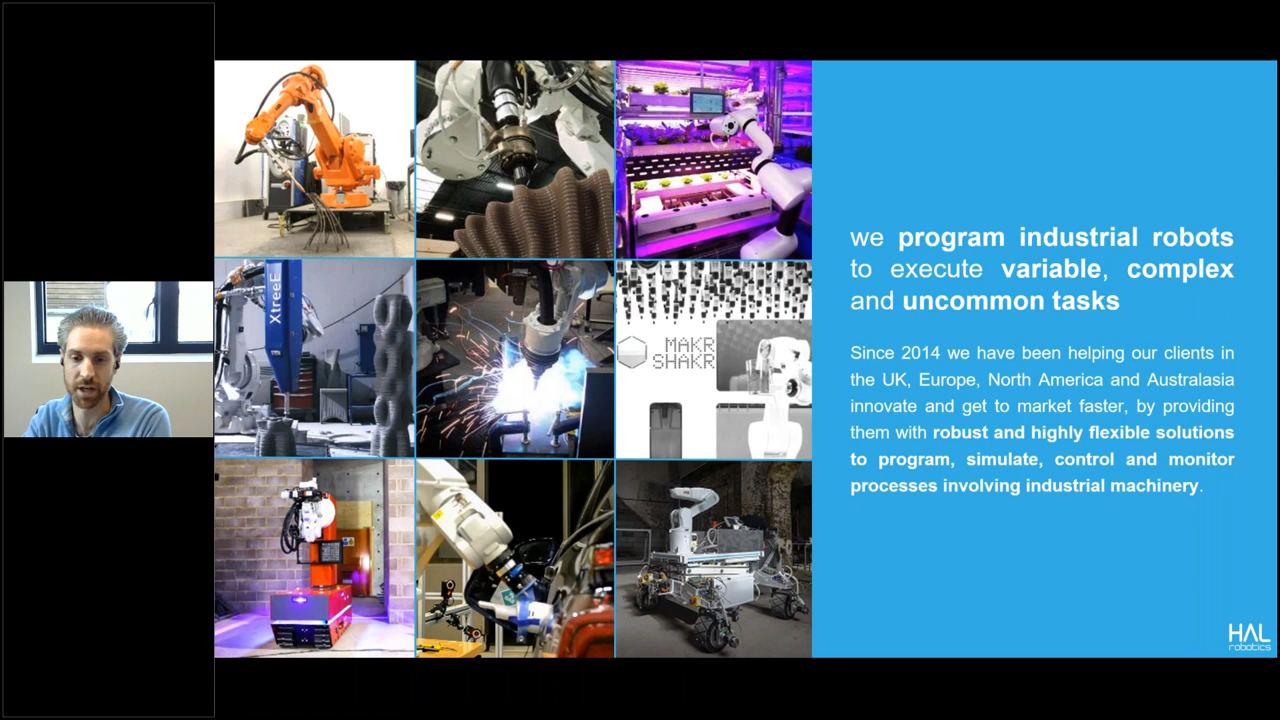 XtreeE
MAKR
SHAKR
we program industrial robots
to execute variable, complex
and uncommon tasks
Since 2014 we have been helping our clients in
the UK, Europe, North America and Australasia
innovate and get to market faster, by providing
them with robust and highly flexible solutions
to program, simulate, control and monitor
processes involving industrial machinery.
HAL
robotics